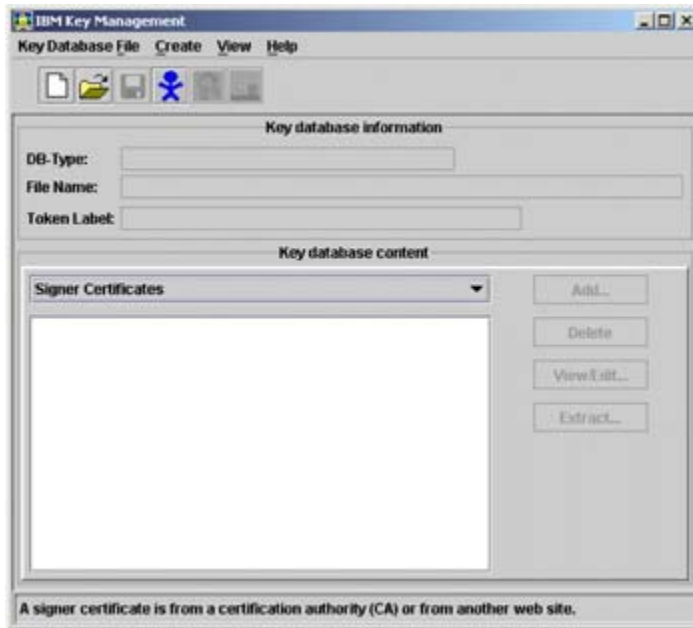 IBM Key Management
Key Database File Create View Help
Key database information
DB-Type:
File Name:
Token Label:
Key database content
Signer Certificates
Add...
Delete
View/Edit...
Extract...
A signer certificate is from a certification authority (CA) or from another web site.